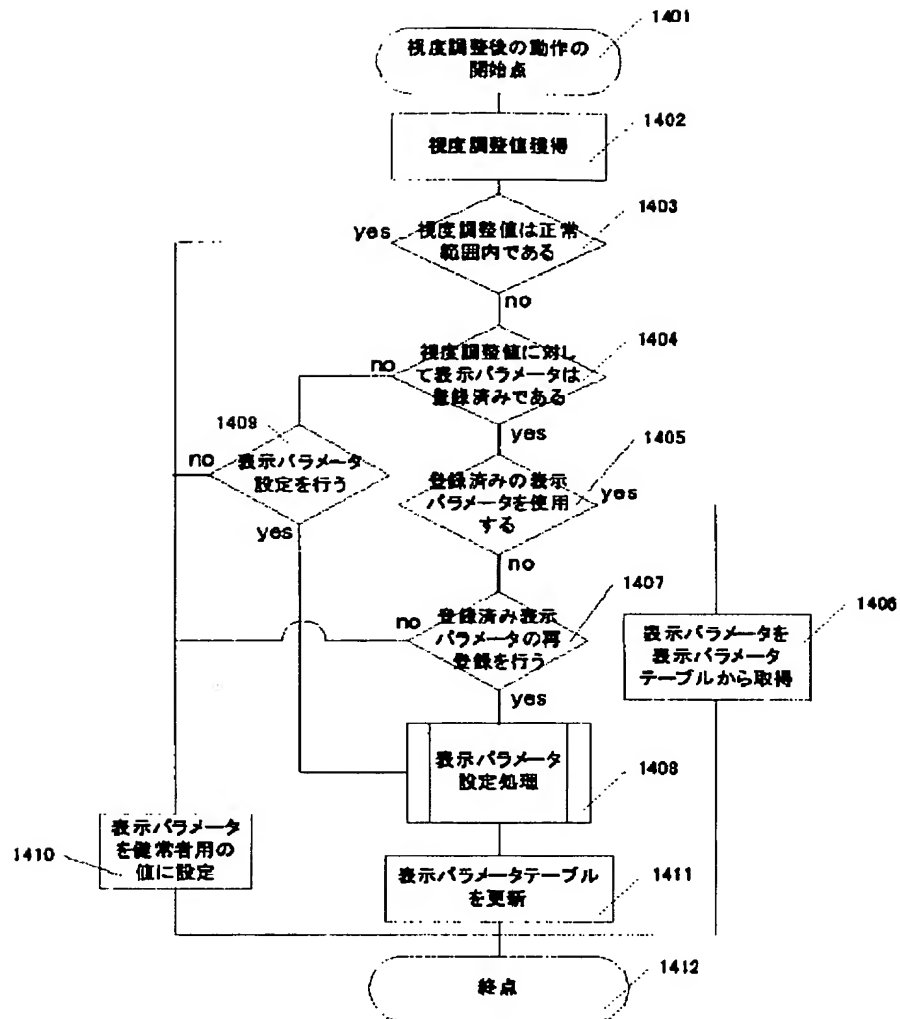 1401
視度調整後の動作の
開始点
1402
視度調整値獲得
1403
yes
視度調整値は正常
範囲内である
no
1404
no
視度調整値に対し
て表示パラメータは
登録済みである
yes
1409
1405
no
表示パラメータ
設定を行う
登録済みの表示
パラメータを使用
する
yes
yes
no
1407
1406
no
登録済み表示
パラメータの再
登録を行う
表示パラメータを
表示パラメータ
テーブルから取得
yes
表示パラメータ
設定処理
1408
1410
表示パラメータ
を健常者用の
値に設定
表示パラメータテーブル
を更新
1411
1412
終点